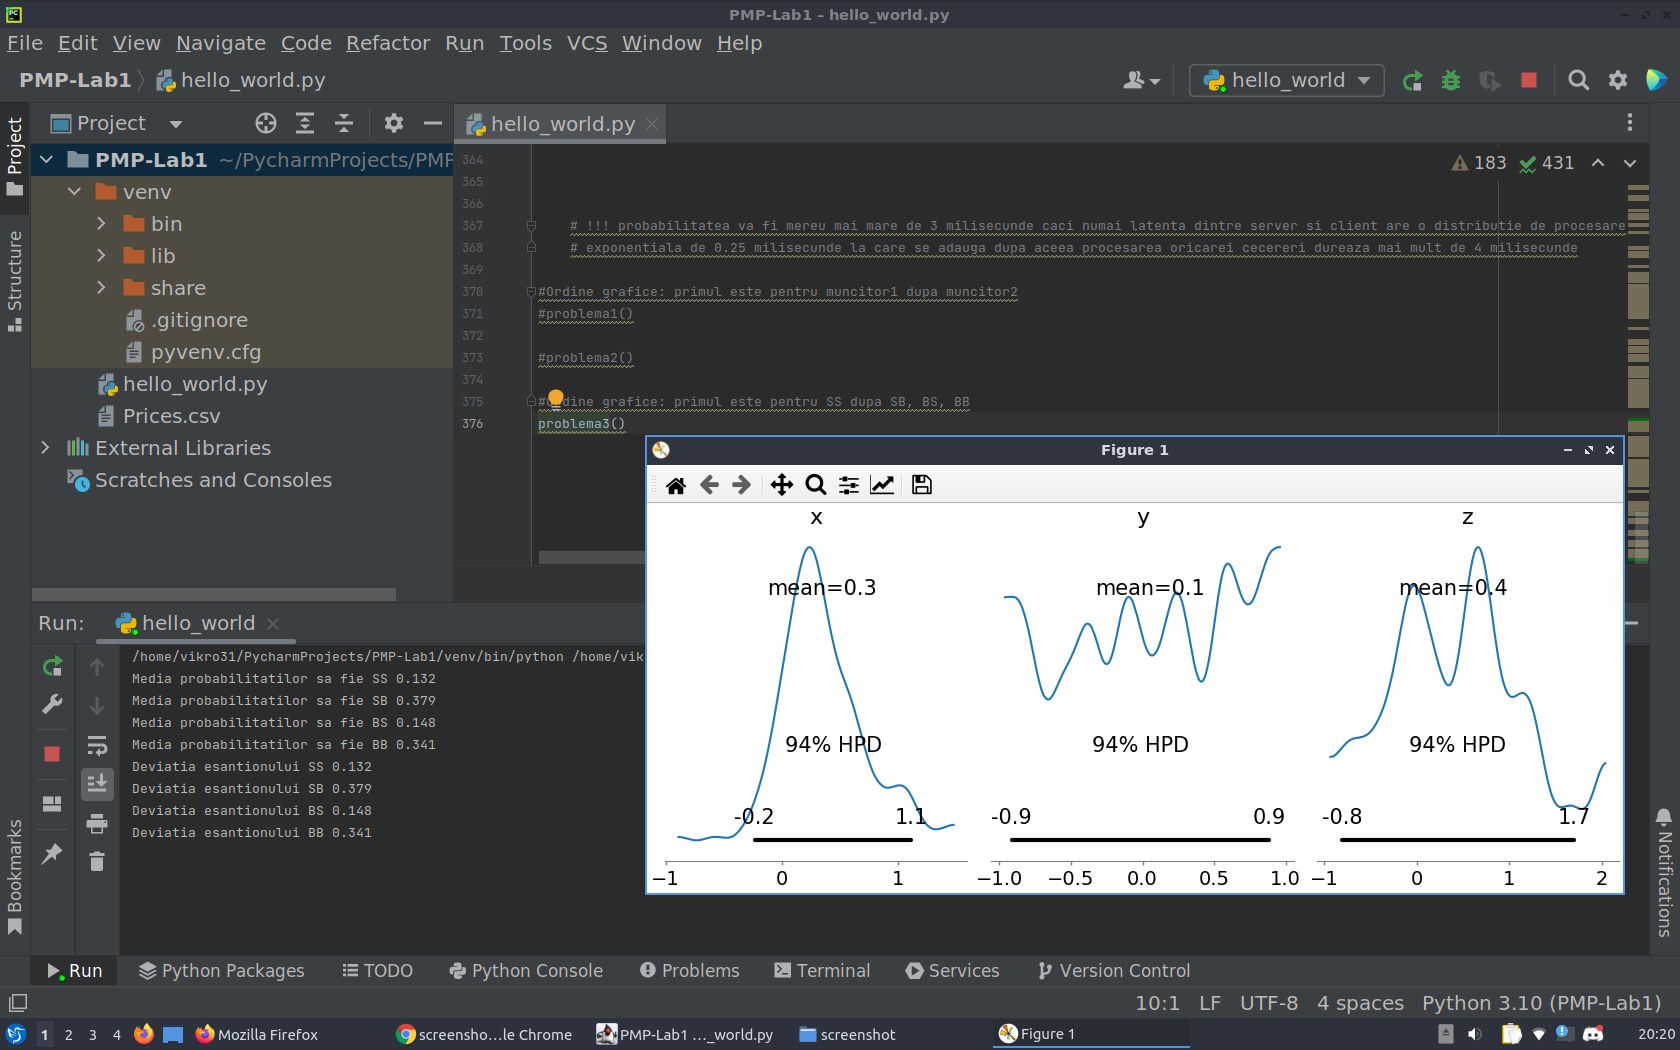 PMP-Lab1 – hello_world.py
File Edit View Navigate Code Refactor Run Tools VCS Window Help
PMP-Lab1 hello_world.py
hello_world
Project
hello_world.py
PMP-Lab1 ~/PycharmProjects/PMP
venv
bin
lib
share
.gitignore
pyvenv.cfg
hello_world.py
Prices.csv
External Libraries
Scratches and Consoles
Project
Structure
Bookmarks
Notifications
183 431
364
365
366
367 # !!! probabilitatea va fi mereu mai mare de 3 milisecunde caci numai latenta dintre server si client are o distributie de procesare
368 # exponentiala de 0.25 milisecunde la care se adauga dupa aceea procesarea oricarei cecereri dureaza mai mult de 4 milisecunde
369
370 #Ordine grafice: primul este pentru muncitor1 dupa muncitor2
371 #problema1()
372
373 #problema2()
374
375 #Ordine grafice: primul este pentru SS dupa SB, BS, BB
376 problema3()
Run: hello_world
/home/vikro31/PycharmProjects/PMP-Lab1/venv/bin/python /home/vik
Media probabilitatilor sa fie SS 0.132
Media probabilitatilor sa fie SB 0.379
Media probabilitatilor sa fie BS 0.148
Media probabilitatilor sa fie BB 0.341
Deviatia esantionului SS 0.132
Deviatia esantionului SB 0.379
Deviatia esantionului BS 0.148
Deviatia esantionului BB 0.341
Figure 1
x y z
mean=0.3 mean=0.1 mean=0.4
94% HPD 94% HPD 94% HPD
-0.2 1.1 -0.9 0.9 -0.8 1.7
−1 0 1 −1.0 −0.5 0.0 0.5 1.0 −1 0 1 2
Run Python Packages TODO Python Console Problems Terminal Services Version Control
10:1 LF UTF-8 4 spaces Python 3.10 (PMP-Lab1)
1 2 3 4 Mozilla Firefox screensho...le Chrome PMP-Lab1 ..._world.py screenshot Figure 1 20:20